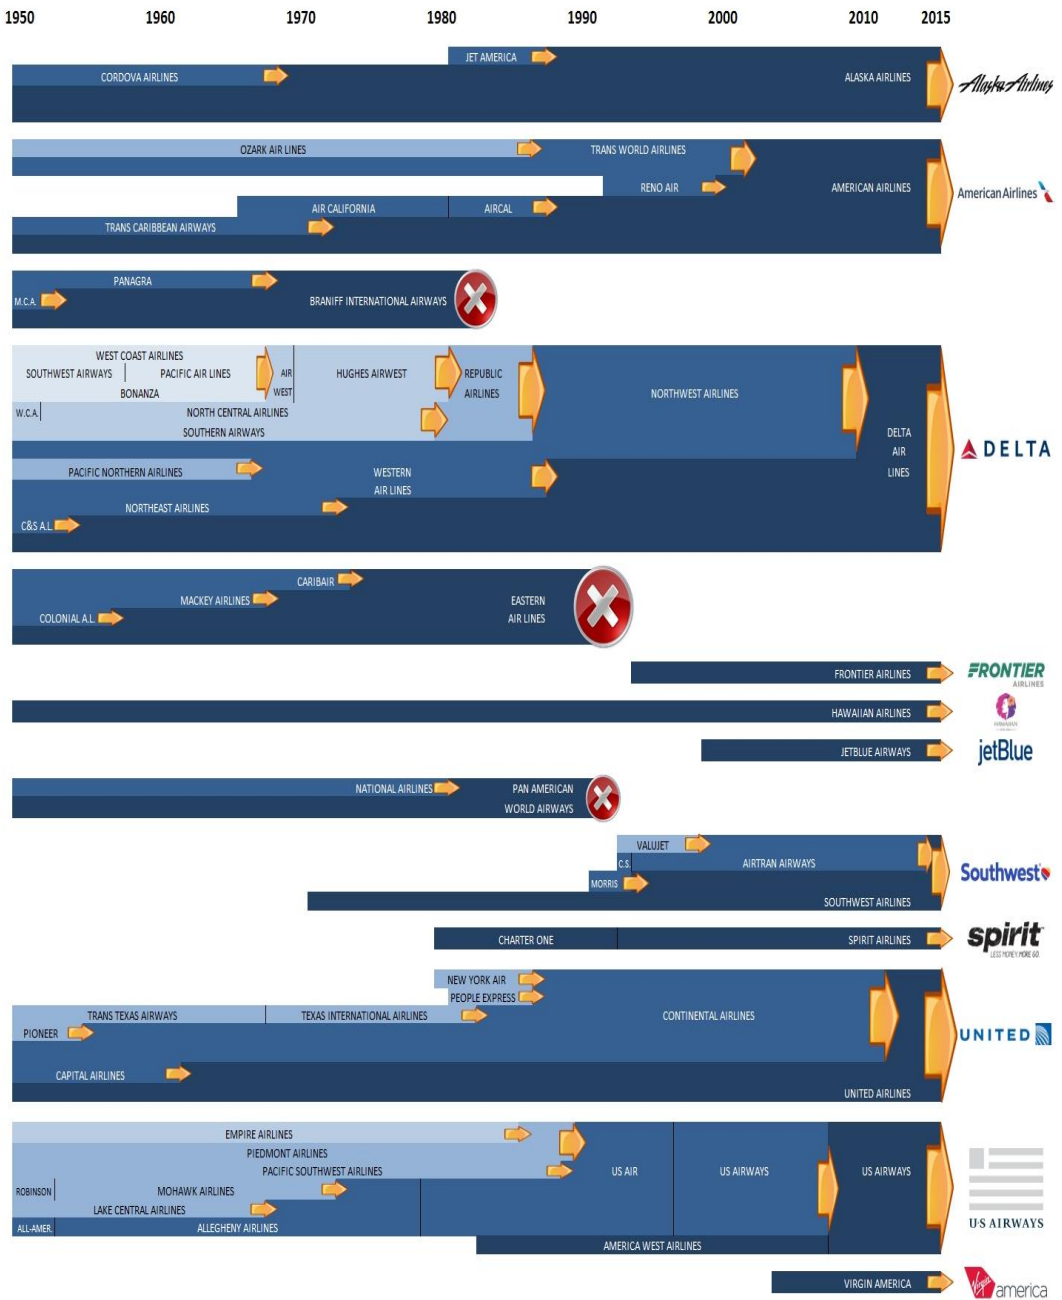 1950 1960 1970 1980 1990 2000 2010 2015
JET AMERICA
CORDOVA AIRLINES
ALASKA AIRLINES
Alaska Airlines
OZARK AIR LINES
TRANS WORLD AIRLINES
RENO AIR
AMERICAN AIRLINES
American Airlines
AIR CALIFORNIA
AIRCAL
TRANS CARIBBEAN AIRWAYS
PANAGRA
M.C.A.
BRANIFF INTERNATIONAL AIRWAYS
WEST COAST AIRLINES
SOUTHWEST AIRWAYS
PACIFIC AIR LINES
BONANZA
AIR
WEST
HUGHES AIRWEST
REPUBLIC
AIRLINES
NORTHWEST AIRLINES
W.C.A.
NORTH CENTRAL AIRLINES
SOUTHERN AIRWAYS
DELTA
AIR
LINES
DELTA
PACIFIC NORTHERN AIRLINES
WESTERN
AIR LINES
NORTHEAST AIRLINES
C&S A.L.
CARIBAIR
MACKEY AIRLINES
COLONIAL A.L.
EASTERN
AIR LINES
FRONTIER AIRLINES
FRONTIER
AIRLINES
HAWAIIAN AIRLINES
HAWAIIAN
JETBLUE AIRWAYS
jetBlue
NATIONAL AIRLINES
PAN AMERICAN
WORLD AIRWAYS
VALUJET
C.S.
AIRTRAN AIRWAYS
MORRIS
SOUTHWEST AIRLINES
Southwest
CHARTER ONE
SPIRIT AIRLINES
spirit
LESS MONEY. MORE GO.
NEW YORK AIR
PEOPLE EXPRESS
TRANS TEXAS AIRWAYS
TEXAS INTERNATIONAL AIRLINES
CONTINENTAL AIRLINES
PIONEER
CAPITAL AIRLINES
UNITED AIRLINES
UNITED
EMPIRE AIRLINES
PIEDMONT AIRLINES
PACIFIC SOUTHWEST AIRLINES
US AIR
US AIRWAYS
US AIRWAYS
ROBINSON
MOHAWK AIRLINES
LAKE CENTRAL AIRLINES
ALL-AMER.
ALLEGHENY AIRLINES
U·S AIRWAYS
AMERICA WEST AIRLINES
VIRGIN AMERICA
Virgin america